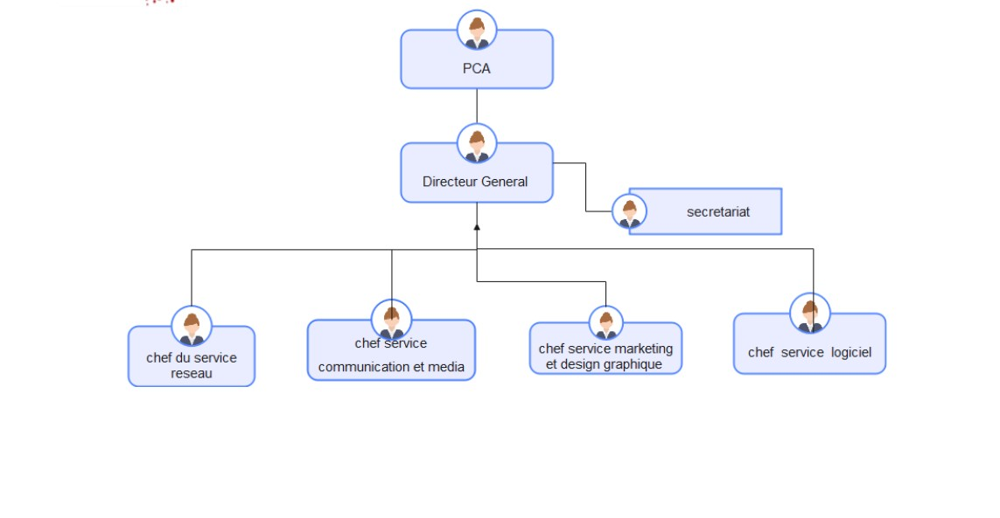 PCA
Directeur General
secretariat
chef du service
reseau
chef service
communication et media
chef service marketing
et design graphique
chef service logiciel